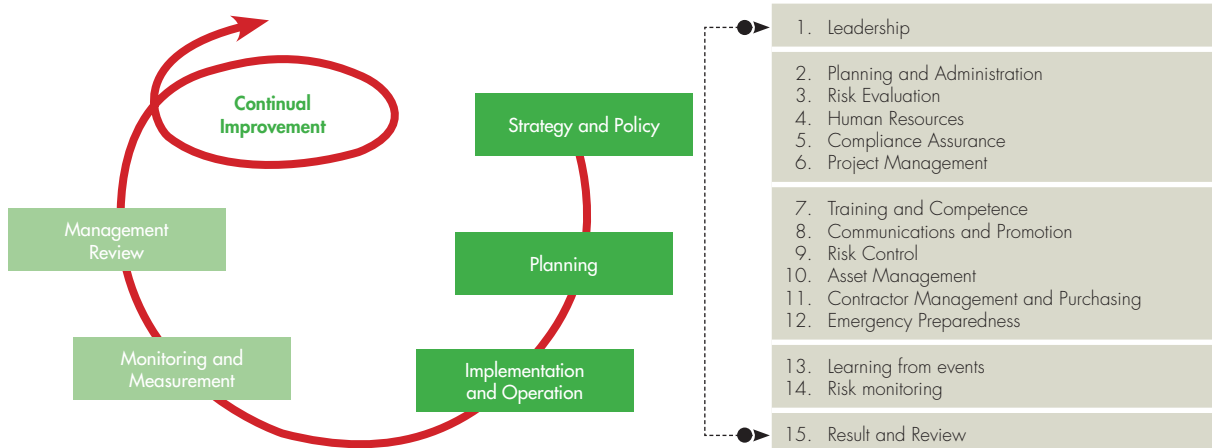 Continual
Improvement
Strategy and Policy
Management
Review
Planning
Monitoring and
Measurement
Implementation
and Operation
1. Leadership
2. Planning and Administration
3. Risk Evaluation
4. Human Resources
5. Compliance Assurance
6. Project Management
7. Training and Competence
8. Communications and Promotion
9. Risk Control
10. Asset Management
11. Contractor Management and Purchasing
12. Emergency Preparedness
13. Learning from events
14. Risk monitoring
15. Result and Review